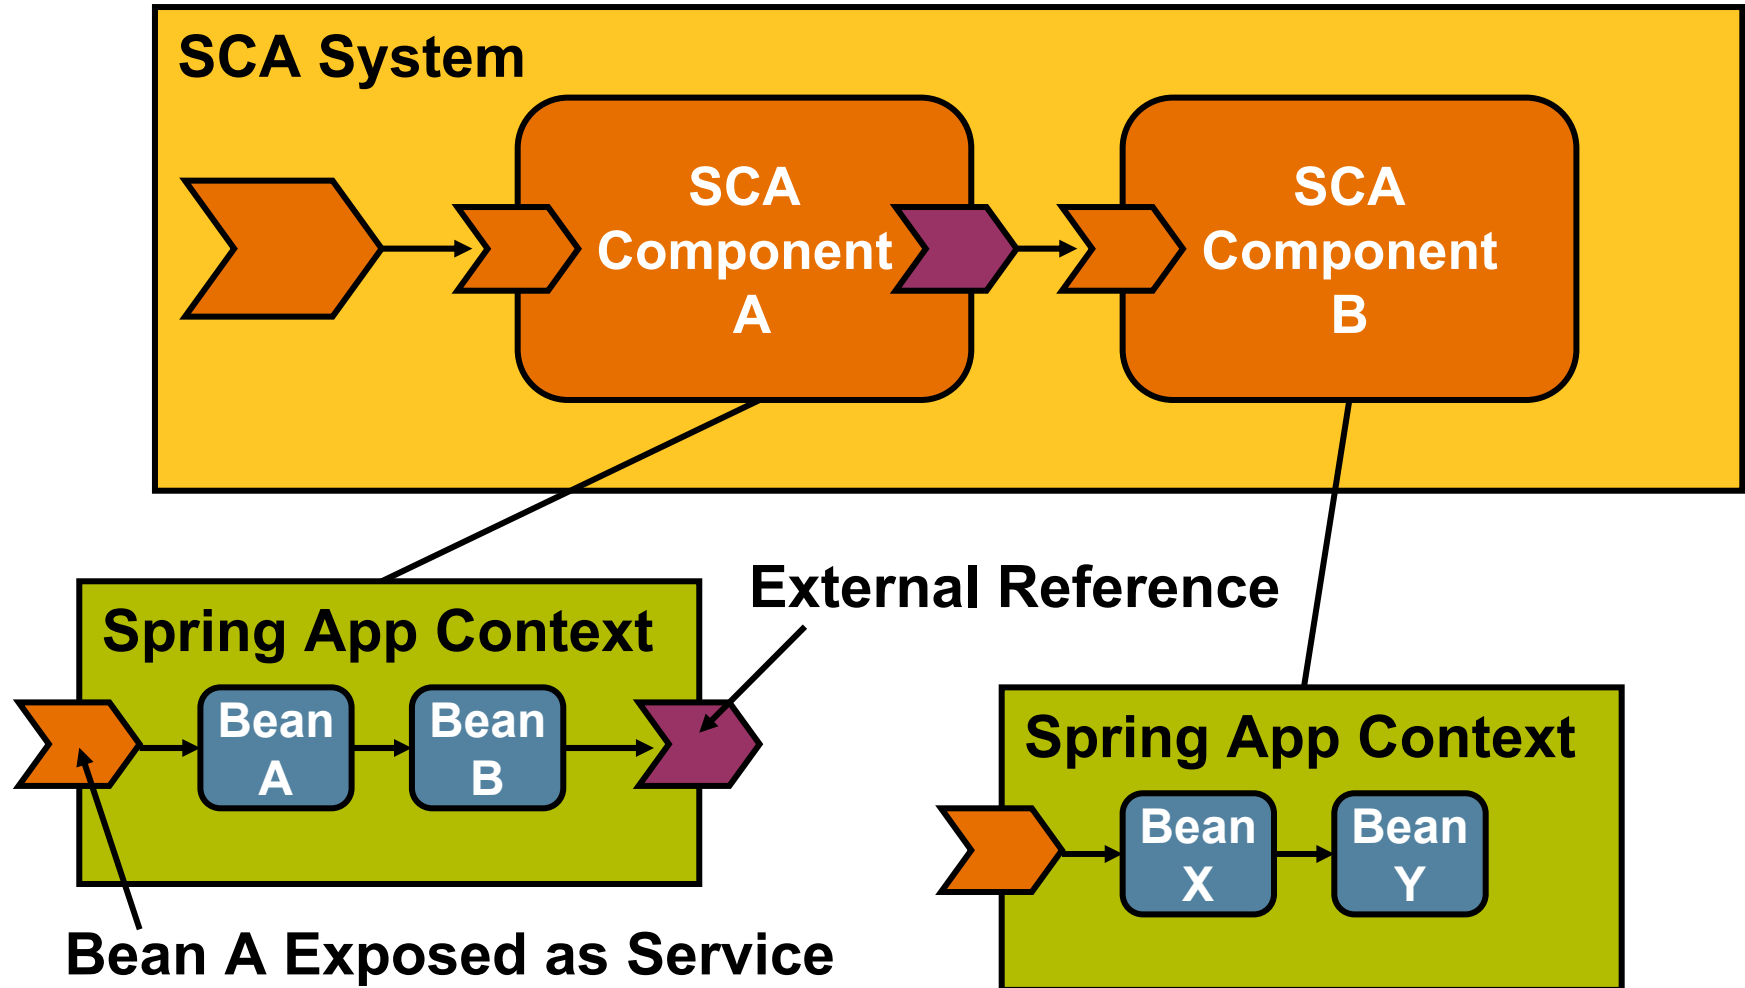 SCA System
SCA
Component
A
SCA
Component
B
External Reference
Spring App Context
Bean
A
Bean
B
Bean A Exposed as Service
Spring App Context
Bean
X
Bean
Y